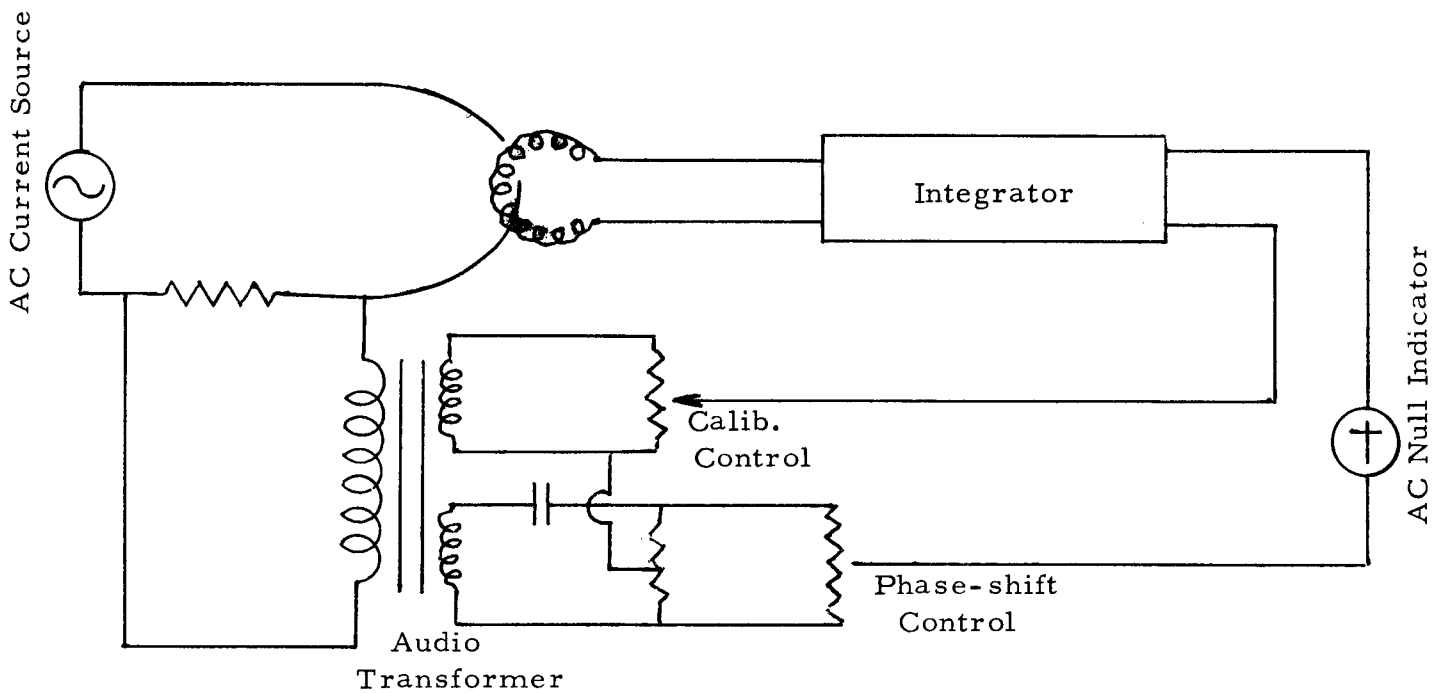 AC Current Source
Integrator
AC Null Indicator
Calib.
Control
Phase-shift
Control
Audio
Transformer